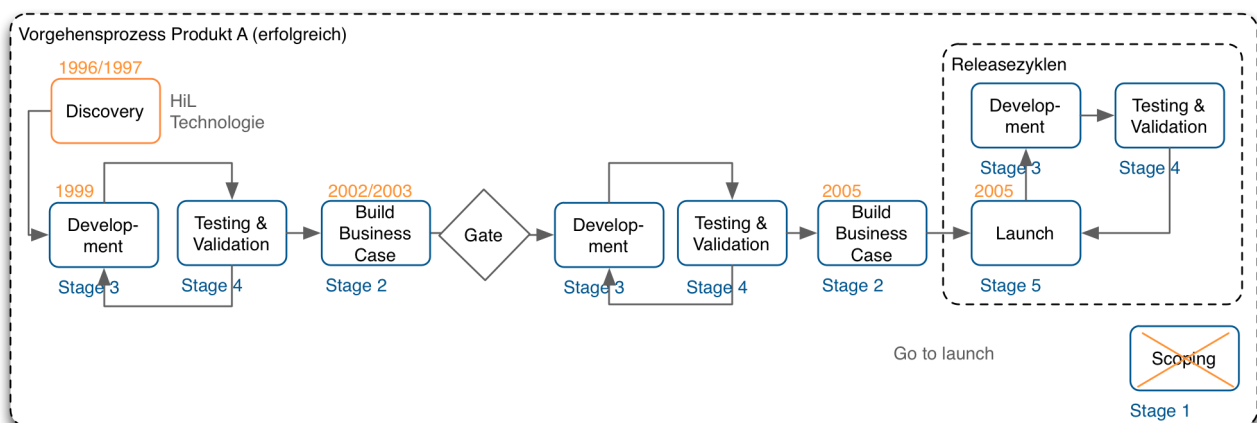 Vorgehensprozess Produkt A (erfolgreich)
1996/1997
Discovery
HiL
Technologie
1999
Develop-
ment
Stage 3
Testing &
Validation
Stage 4
2002/2003
Build
Business
Case
Stage 2
Gate
Develop-
ment
Stage 3
Testing &
Validation
Stage 4
2005
Build
Business
Case
Stage 2
Releasezyklen
Develop-
ment
Stage 3
Testing &
Validation
Stage 4
2005
Launch
Stage 5
Go to launch
Scoping
Stage 1